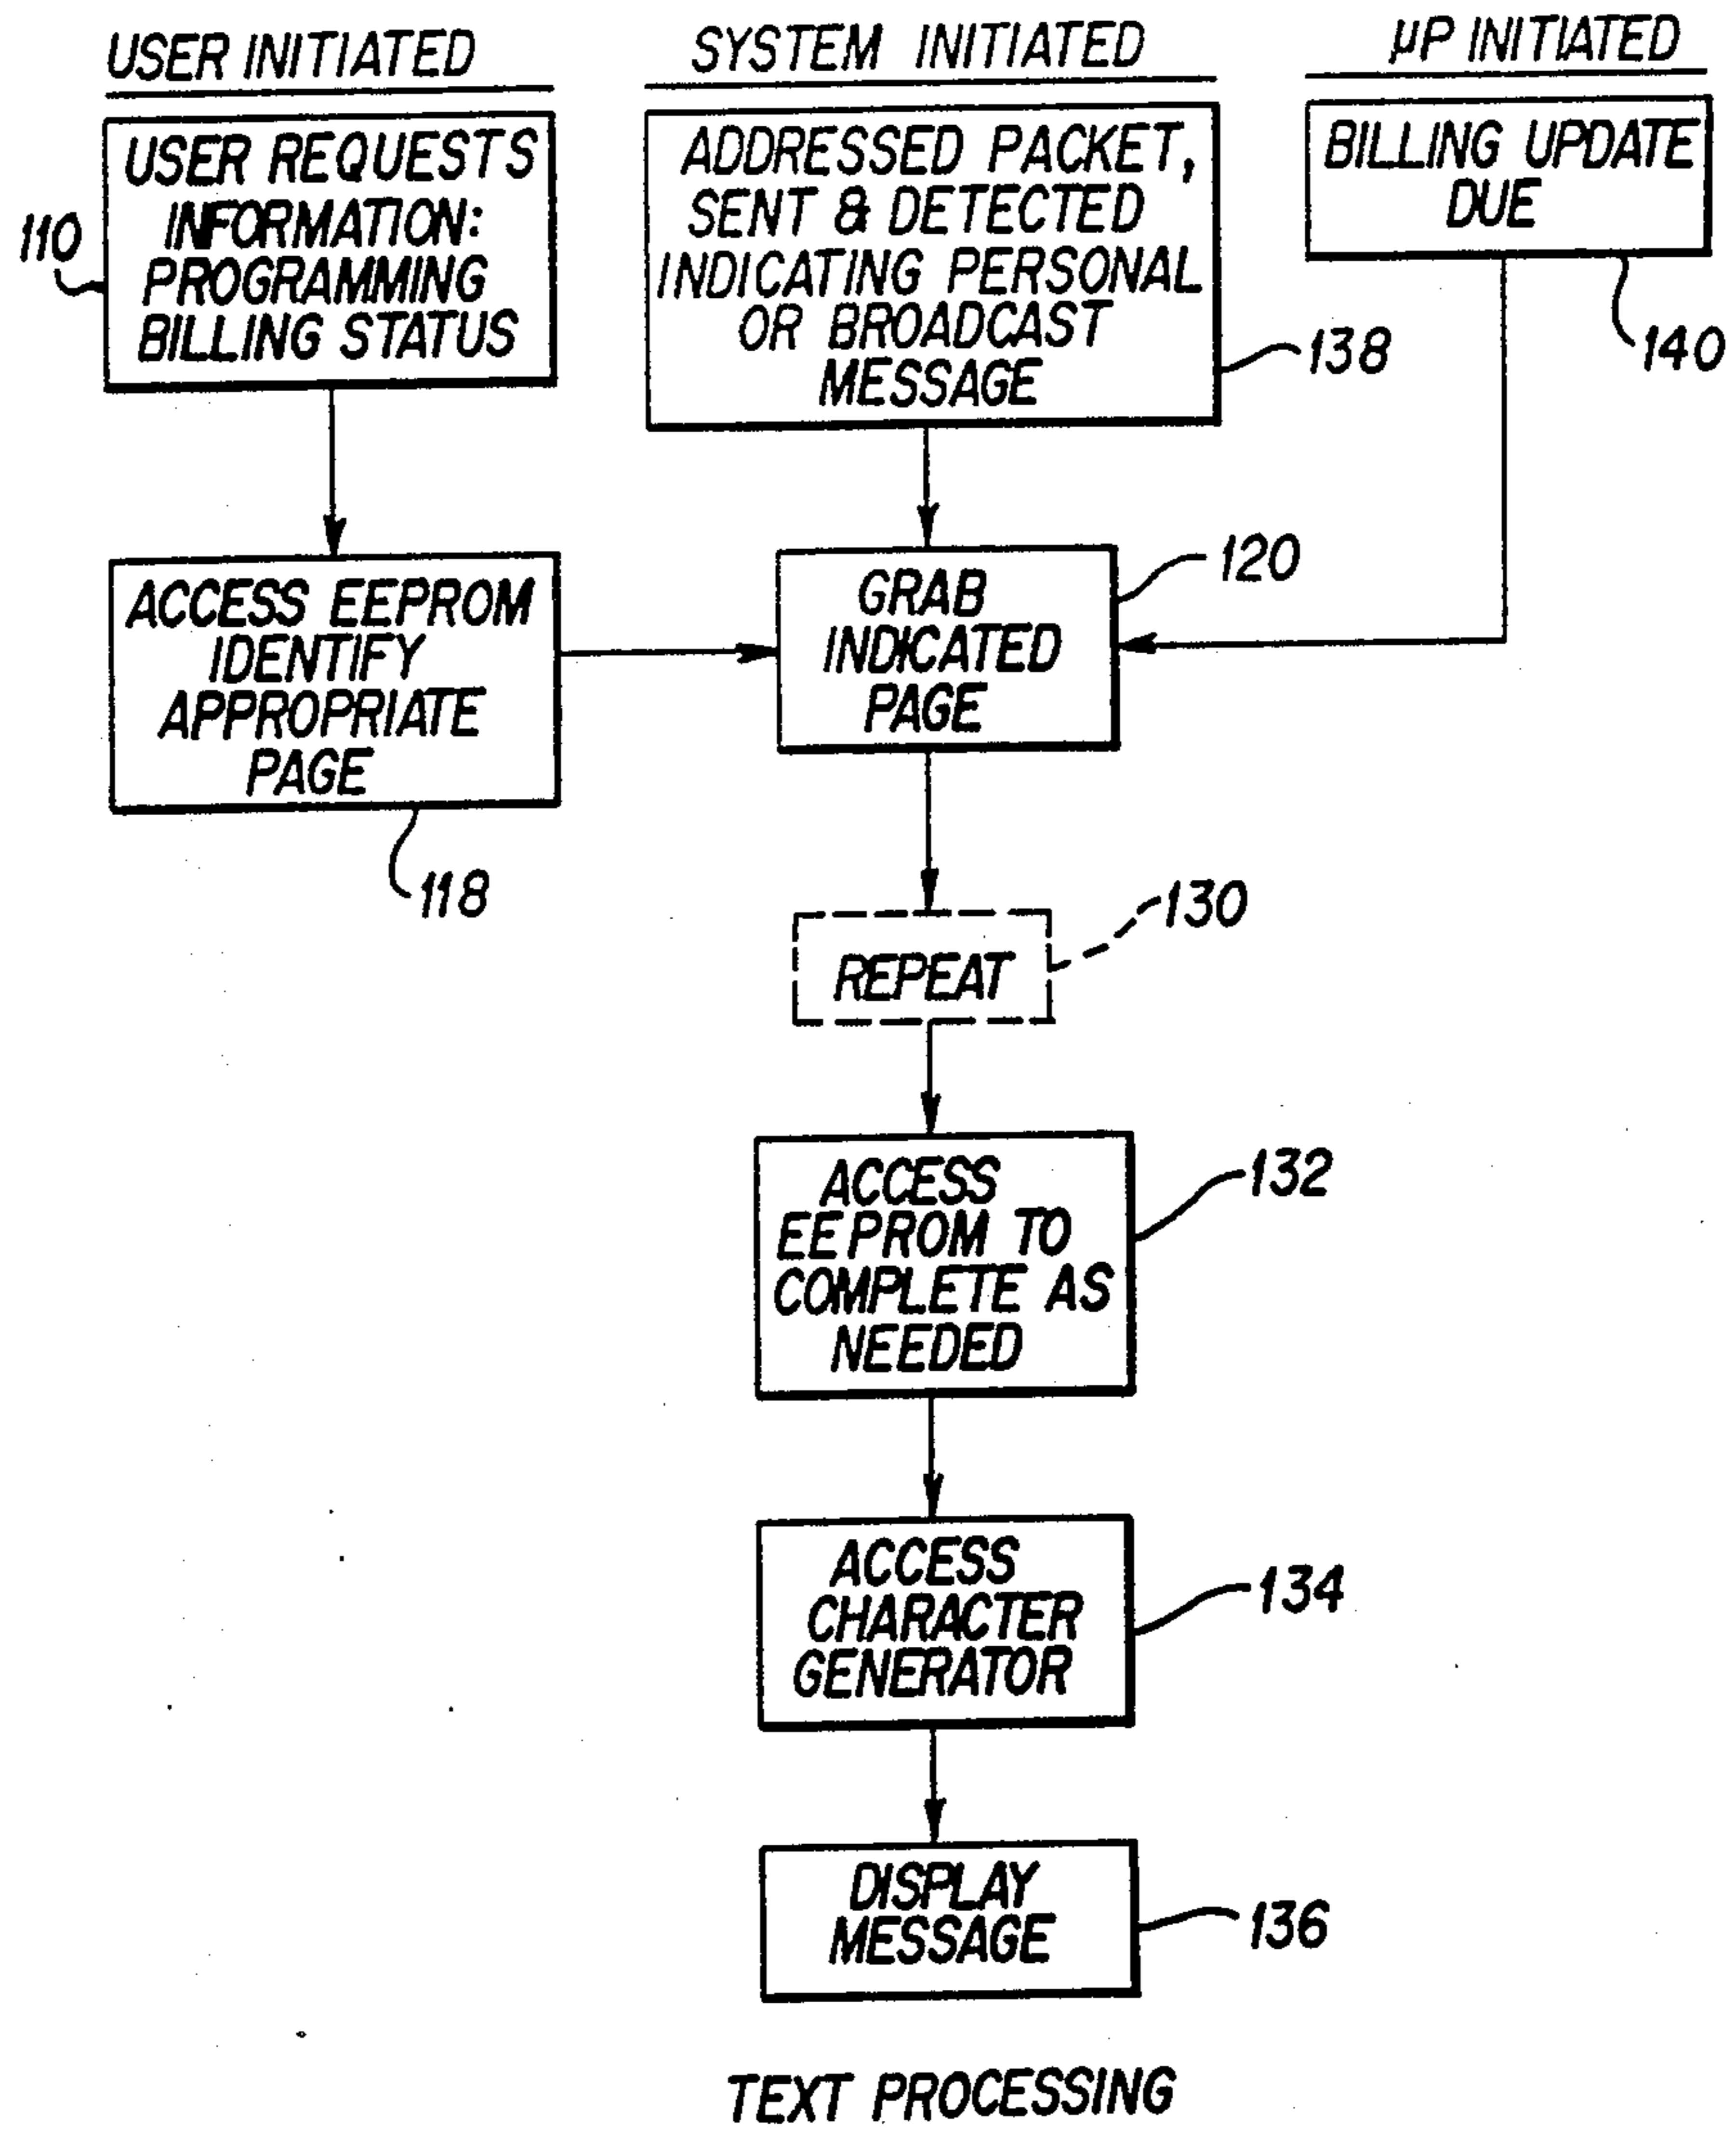 USER INITIATED
USER REQUESTS
INFORMATION:
PROGRAMMING
BILLING STATUS
110
SYSTEM INITIATED
ADDRESSED PACKET,
SENT & DETECTED
INDICATING PERSONAL
OR BROADCAST
MESSAGE
138
µP INITIATED
BILLING UPDATE
DUE
140
ACCESS EEPROM
IDENTIFY
APPROPRIATE
PAGE
118
GRAB
INDICATED
PAGE
120
REPEAT
130
ACCESS
EEPROM TO
COMPLETE AS
NEEDED
132
ACCESS
CHARACTER
GENERATOR
134
DISPLAY
MESSAGE
136
TEXT PROCESSING